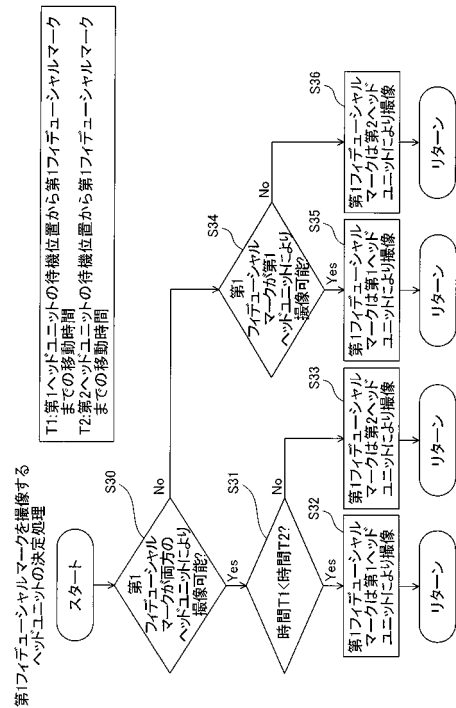 第1フィデューシャルマークを撮像する
ヘッドユニットの決定処理
T1:第1ヘッドユニットの待機位置から第1フィデューシャルマーク
までの移動時間
T2:第2ヘッドユニットの待機位置から第1フィデューシャルマーク
までの移動時間
スタート
S30
第1
フィデューシャル
マークが両方の
ヘッドユニットにより
撮像可能?
No
Yes
S31
時間T1<時間T2?
No
Yes
S32
第1フィデューシャル
マークは第1ヘッド
ユニットにより撮像
リターン
S33
第1フィデューシャル
マークは第2ヘッド
ユニットにより撮像
リターン
S34
第1
フィデューシャル
マークが第1
ヘッドユニットにより
撮像可能?
No
Yes
S35
第1フィデューシャル
マークは第1ヘッド
ユニットにより撮像
リターン
S36
第1フィデューシャル
マークは第2ヘッド
ユニットにより撮像
リターン